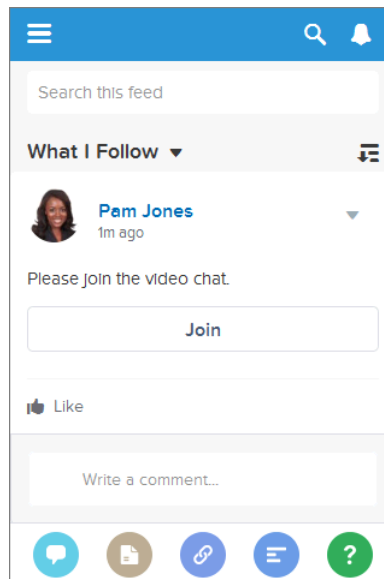 Search this feed
What I Follow
Pam Jones
1m ago
Please join the video chat.
Join
Like
Write a comment...
?